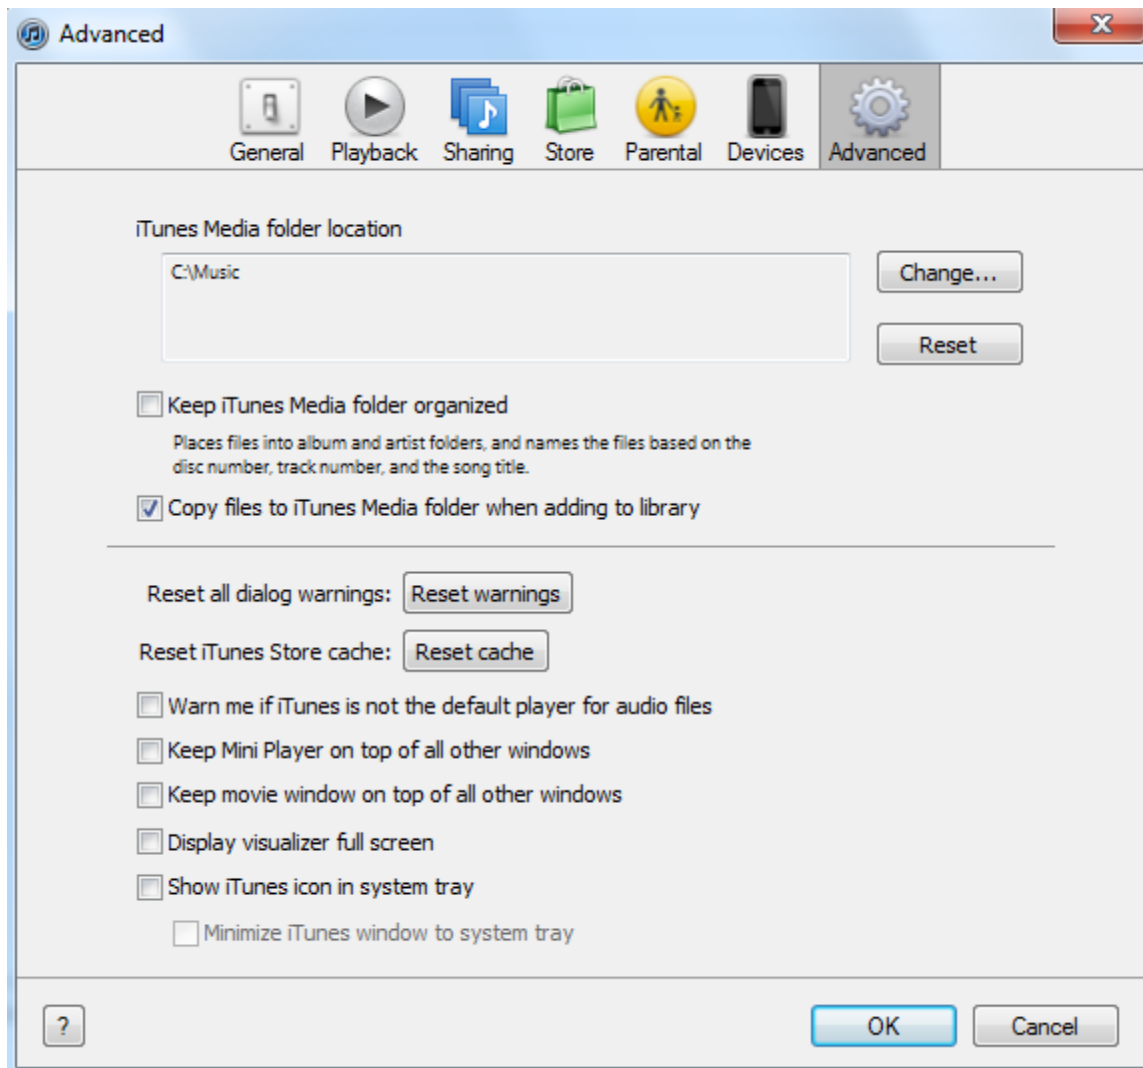 Advanced
General Playback Sharing Store Parental Devices Advanced
iTunes Media folder location
C:\Music
Change...
Reset
Keep iTunes Media folder organized
Places files into album and artist folders, and names the files based on the
disc number, track number, and the song title.
Copy files to iTunes Media folder when adding to library
Reset all dialog warnings: Reset warnings
Reset iTunes Store cache: Reset cache
Warn me if iTunes is not the default player for audio files
Keep Mini Player on top of all other windows
Keep movie window on top of all other windows
Display visualizer full screen
Show iTunes icon in system tray
Minimize iTunes window to system tray
? OK Cancel